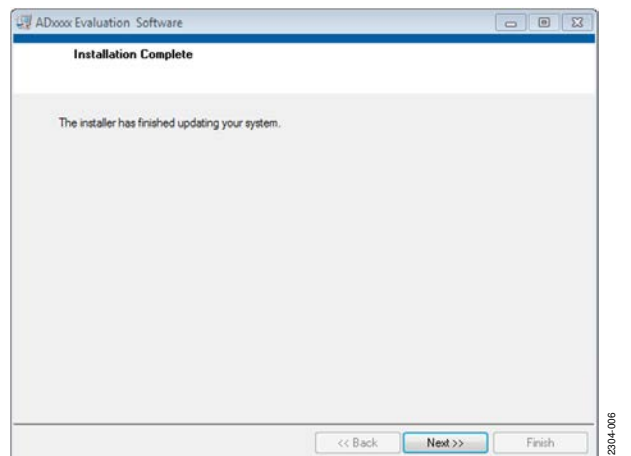 ADxxxx Evaluation Software
Installation Complete
The installer has finished updating your system.
<< Back
Next >>
Finish
2304-006